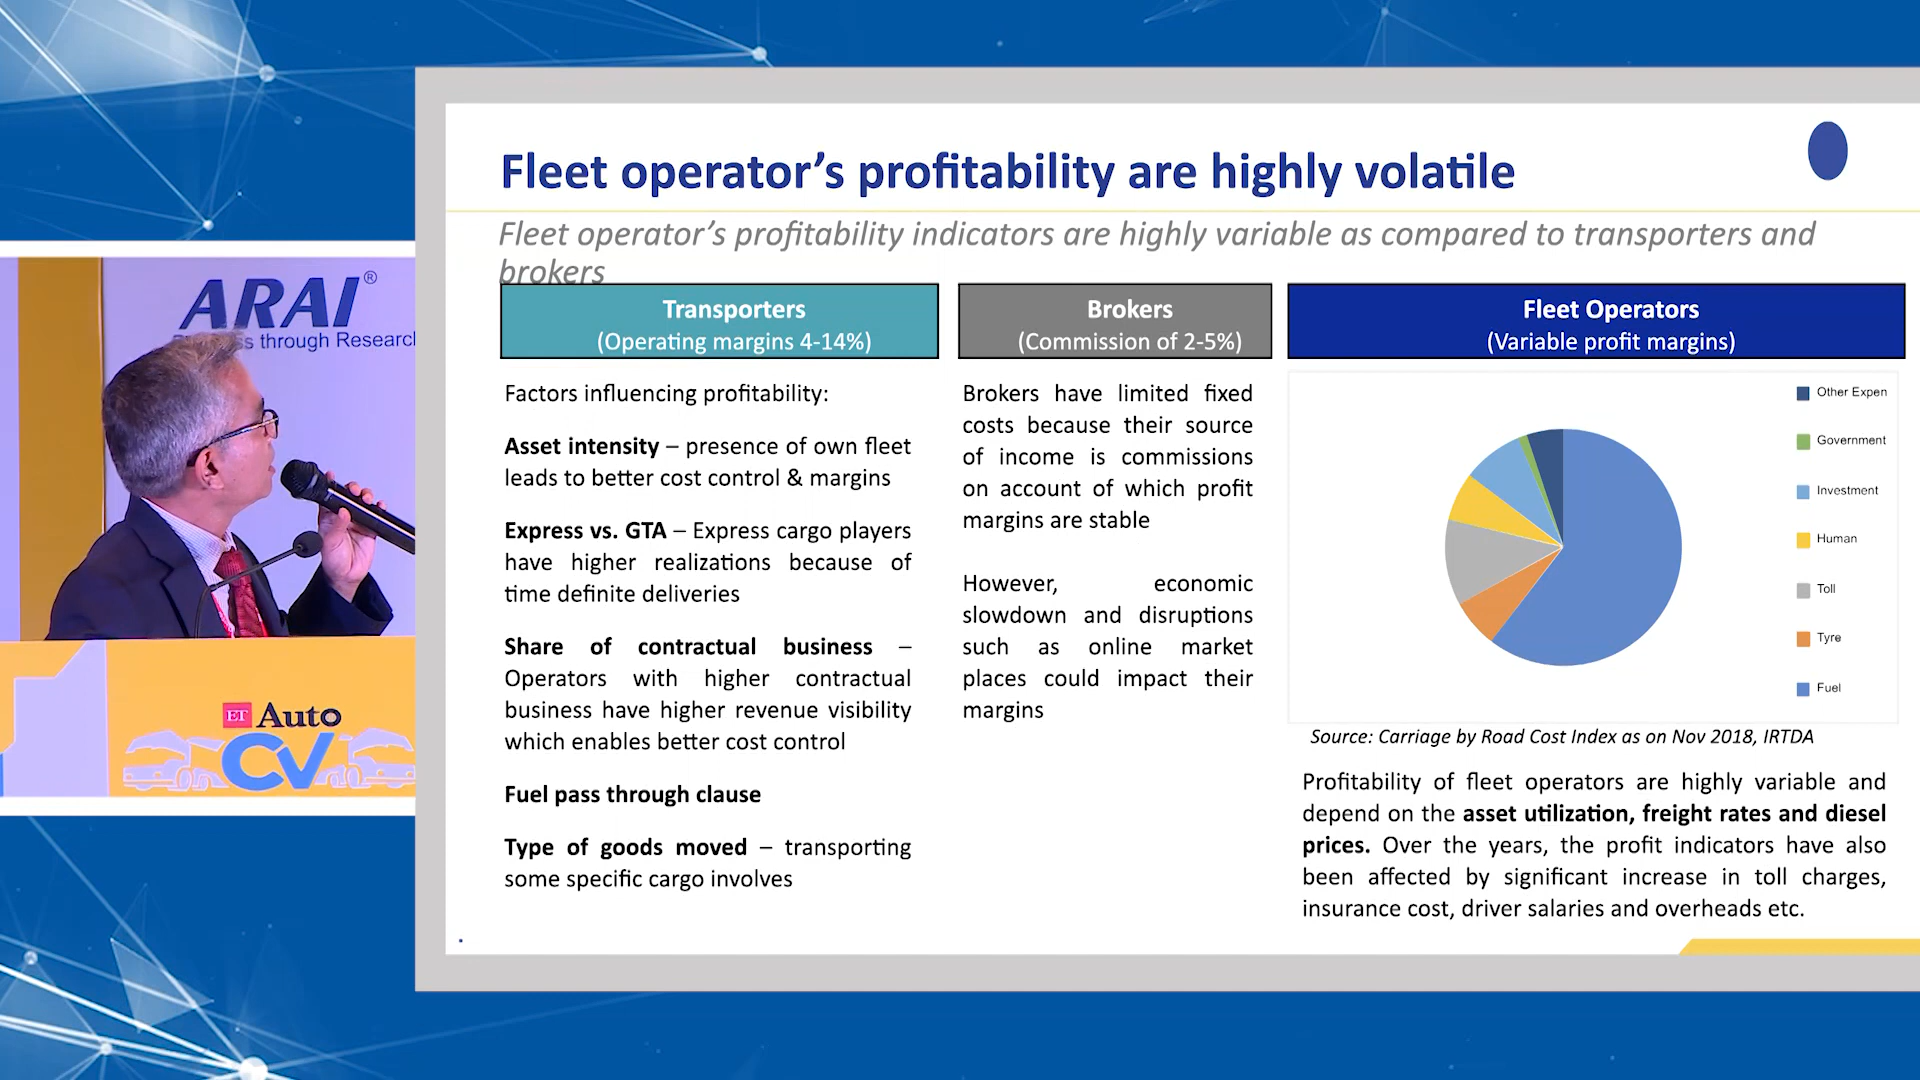 Fleet operator’s profitability are highly volatile
Fleet operator’s profitability indicators are highly variable as compared to transporters and
brokers
Transporters
(Operating margins 4-14%)
Factors influencing profitability:
Asset intensity – presence of own fleet
leads to better cost control & margins
Express vs. GTA – Express cargo players
have higher realizations because of
time definite deliveries
Share of contractual business –
Operators with higher contractual
business have higher revenue visibility
which enables better cost control
Fuel pass through clause
Type of goods moved – transporting
some specific cargo involves
Brokers
(Commission of 2-5%)
Brokers have limited fixed
costs because their source
of income is commissions
on account of which profit
margins are stable
However, economic
slowdown and disruptions
such as online market
places could impact their
margins
Fleet Operators
(Variable profit margins)
Other Expen
Government
Investment
Human
Toll
Tyre
Fuel
Source: Carriage by Road Cost Index as on Nov 2018, IRTDA
Profitability of fleet operators are highly variable and
depend on the asset utilization, freight rates and diesel
prices. Over the years, the profit indicators have also
been affected by significant increase in toll charges,
insurance cost, driver salaries and overheads etc.
ARAI®
through Research
ET Auto
CV